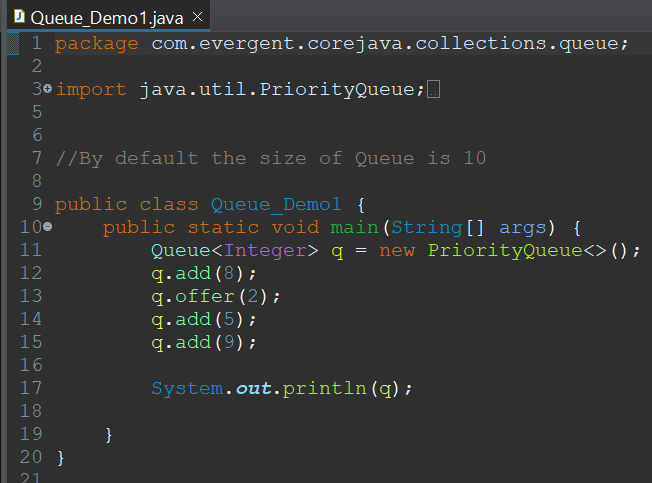 Queue_Demo1.java
1 package com.evergent.corejava.collections.queue;
2
3 import java.util.PriorityQueue;
5
6
7 //By default the size of Queue is 10
8
9 public class Queue_Demo1 {
10 public static void main(String[] args) {
11 Queue<Integer> q = new PriorityQueue<>();
12 q.add(8);
13 q.offer(2);
14 q.add(5);
15 q.add(9);
16
17 System.out.println(q);
18
19 }
20 }
21